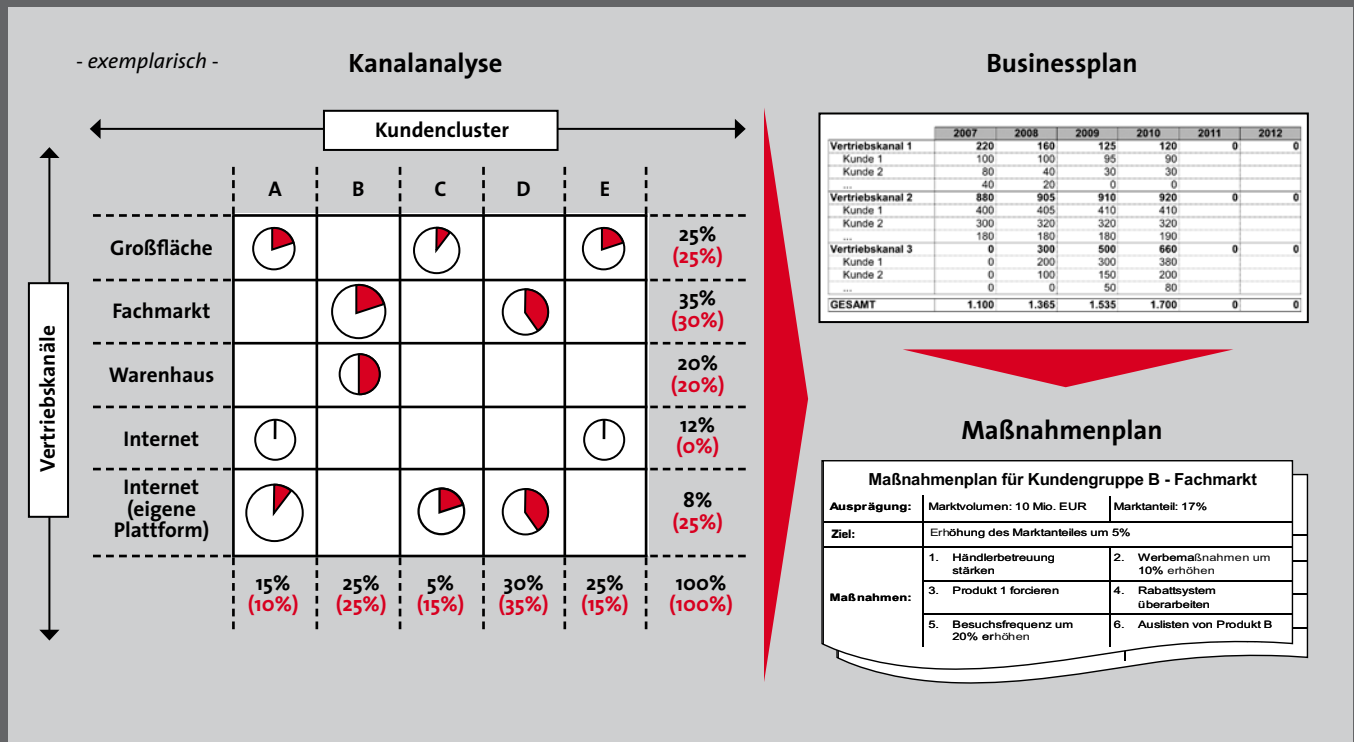 - exemplarisch -
Kanalanalyse
Kundencluster
Vertriebskanäle
A B C D E
Großfläche
25%
(25%)
Fachmarkt
35%
(30%)
Warenhaus
20%
(20%)
Internet
12%
(0%)
Internet
(eigene
Plattform)
8%
(25%)
15% 25% 5% 30% 25% 100%
(10%) (25%) (15%) (35%) (15%) (100%)
Businessplan
2007 2008 2009 2010 2011 2012
Vertriebskanal 1 220 160 125 120 0 0
Kunde 1 100 100 95 90
Kunde 2 80 40 30 30
... 40 20 0 0
Vertriebskanal 2 880 905 910 920 0 0
Kunde 1 400 405 410 410
Kunde 2 300 320 320 320
... 180 180 180 190
Vertriebskanal 3 0 300 500 660 0 0
Kunde 1 0 200 300 380
Kunde 2 0 100 150 200
... 0 0 50 80
GESAMT 1.100 1.365 1.535 1.700 0 0
Maßnahmenplan
Maßnahmenplan für Kundengruppe B - Fachmarkt
Ausprägung: Marktvolumen: 10 Mio. EUR Marktanteil: 17%
Ziel: Erhöhung des Marktanteiles um 5%
Maßnahmen:
1. Händlerbetreuung
stärken
2. Werbemaßnahmen um
10% erhöhen
3. Produkt 1 forcieren
4. Rabattsystem
überarbeiten
5. Besuchsfrequenz um
20% erhöhen
6. Auslisten von Produkt B